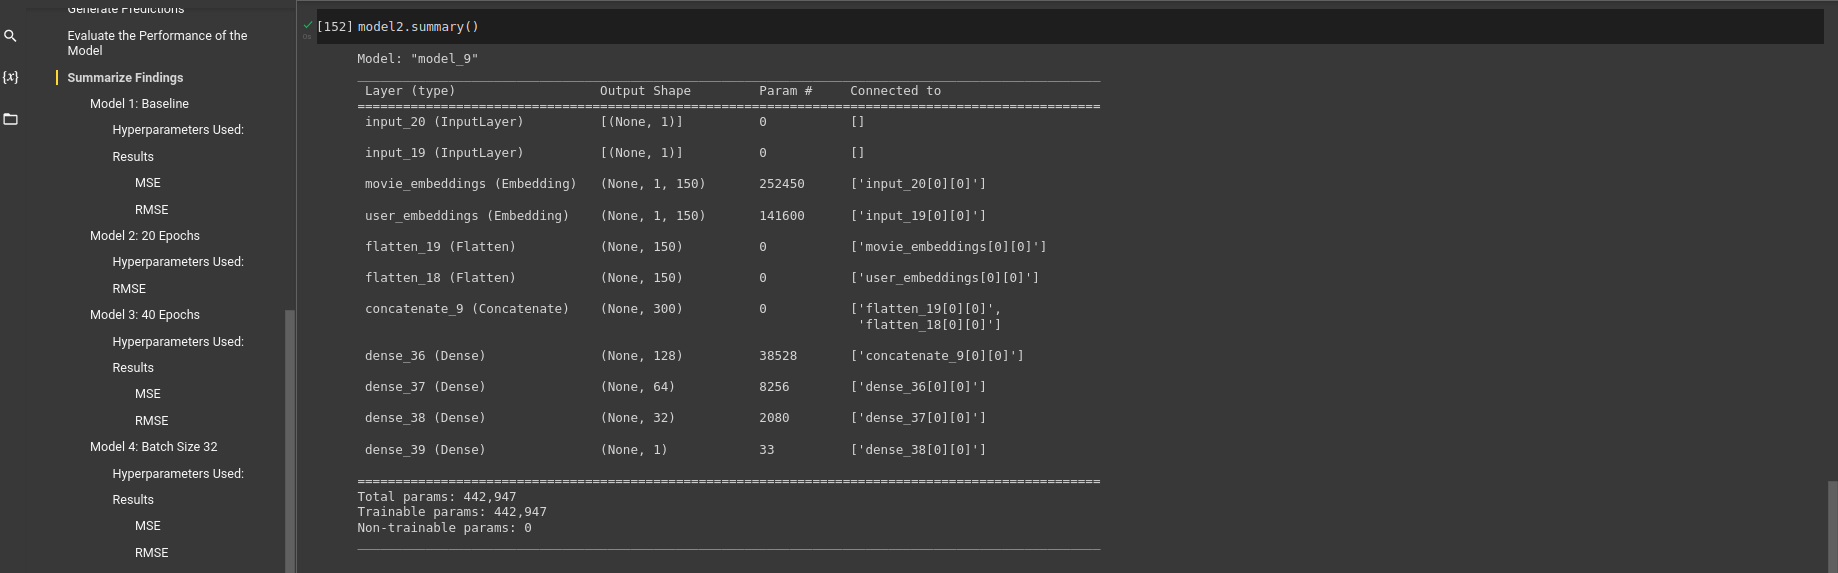 Generate Predictions
Evaluate the Performance of the
Model
Summarize Findings
Model 1: Baseline
Hyperparameters Used:
Results
MSE
RMSE
Model 2: 20 Epochs
Hyperparameters Used:
RMSE
Model 3: 40 Epochs
Hyperparameters Used:
Results
MSE
RMSE
Model 4: Batch Size 32
Hyperparameters Used:
Results
MSE
RMSE
{x}
0s
[152] model2.summary()
Model: "model_9"
Layer (type) Output Shape Param # Connected to
input_20 (InputLayer) [(None, 1)] 0 []
input_19 (InputLayer) [(None, 1)] 0 []
movie_embeddings (Embedding) (None, 1, 150) 252450 ['input_20[0][0]']
user_embeddings (Embedding) (None, 1, 150) 141600 ['input_19[0][0]']
flatten_19 (Flatten) (None, 150) 0 ['movie_embeddings[0][0]']
flatten_18 (Flatten) (None, 150) 0 ['user_embeddings[0][0]']
concatenate_9 (Concatenate) (None, 300) 0 ['flatten_19[0][0]',
'flatten_18[0][0]']
dense_36 (Dense) (None, 128) 38528 ['concatenate_9[0][0]']
dense_37 (Dense) (None, 64) 8256 ['dense_36[0][0]']
dense_38 (Dense) (None, 32) 2080 ['dense_37[0][0]']
dense_39 (Dense) (None, 1) 33 ['dense_38[0][0]']
Total params: 442,947
Trainable params: 442,947
Non-trainable params: 0